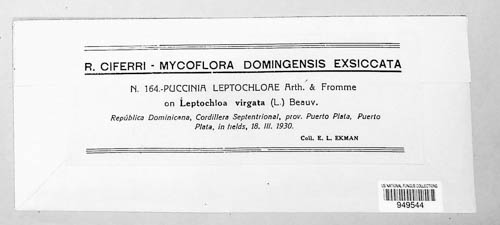 R. CIFERRI - MYCOFLORA DOMINGENSIS EXSICCATA
N. 164.-PUCCINIA LEPTOCHLOAE Arth. & Fromme
on Leptochloa virgata (L.) Beauv.
República Dominicana, Cordillera Septentrional, prov. Puerto Plata, Puerto
Plata, in fields, 18. III. 1930.
Coll. E. L. EKMAN
US NATIONAL FUNGUS COLLECTIONS
949544